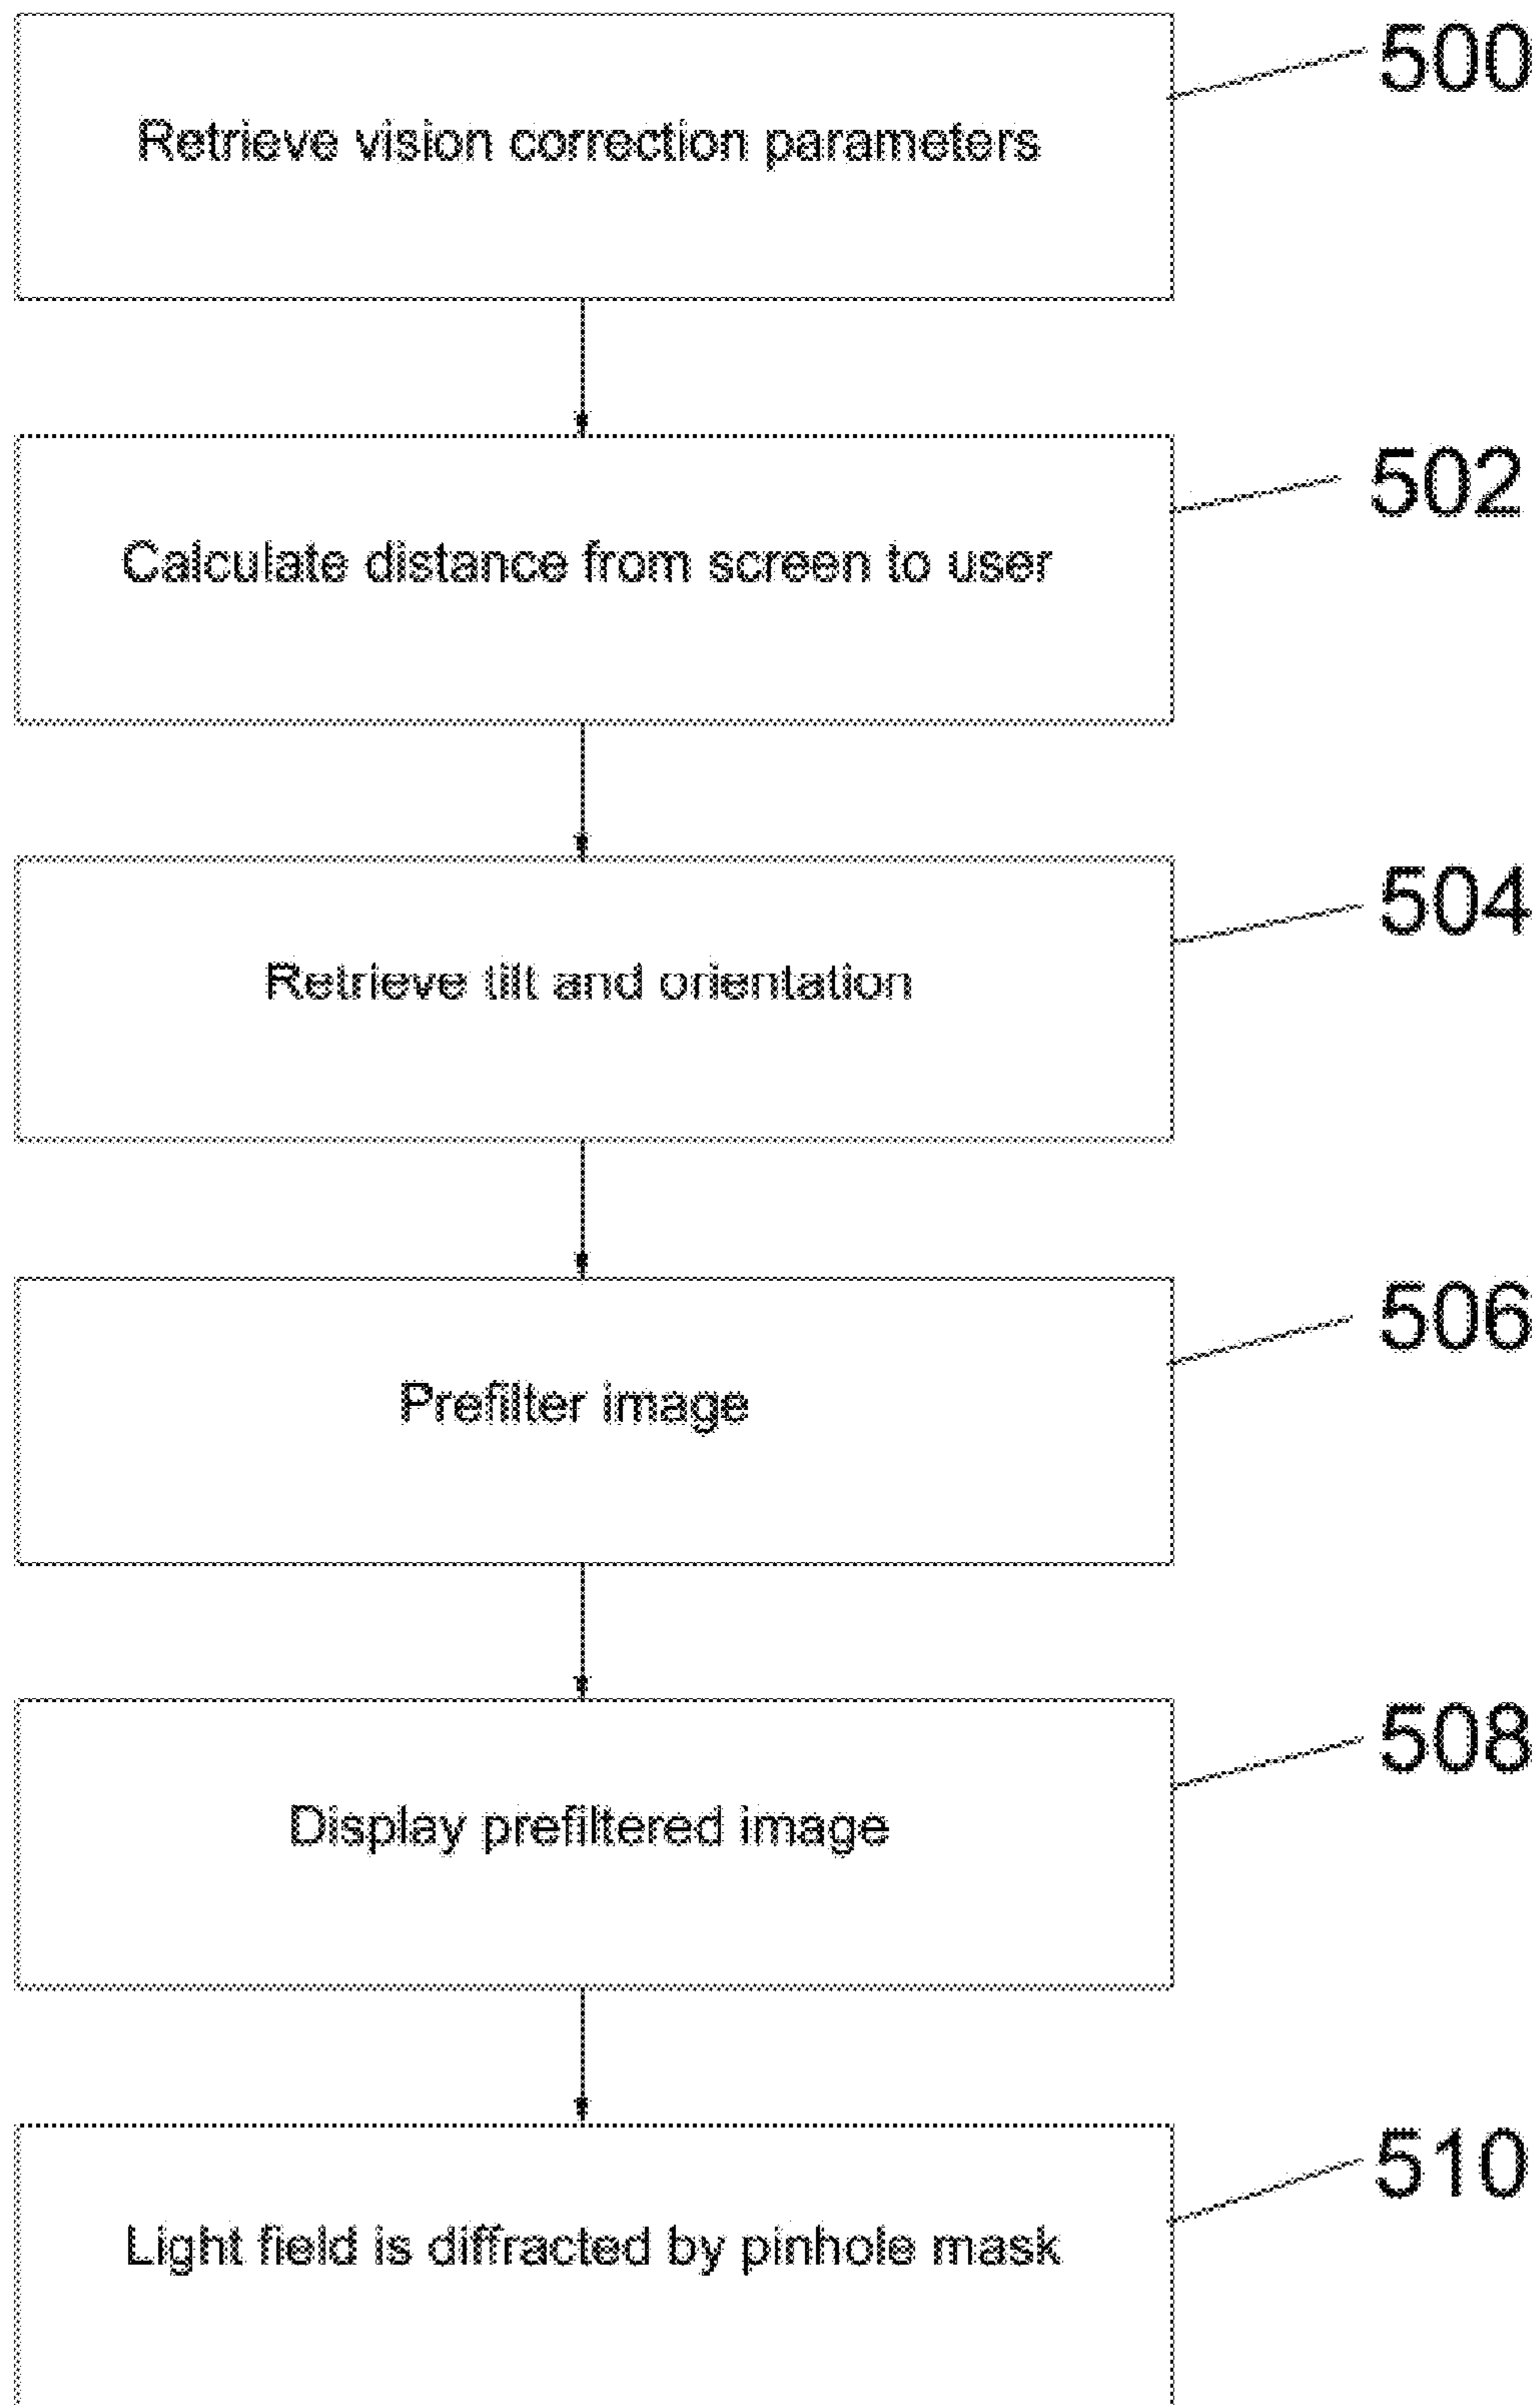 500
Retrieve vision correction parameters
502
Calculate distance from screen to user
504
Retrieve tilt and orientation
506
Prefilter image
508
Display prefiltered image
510
Light field is diffracted by pinhole mask